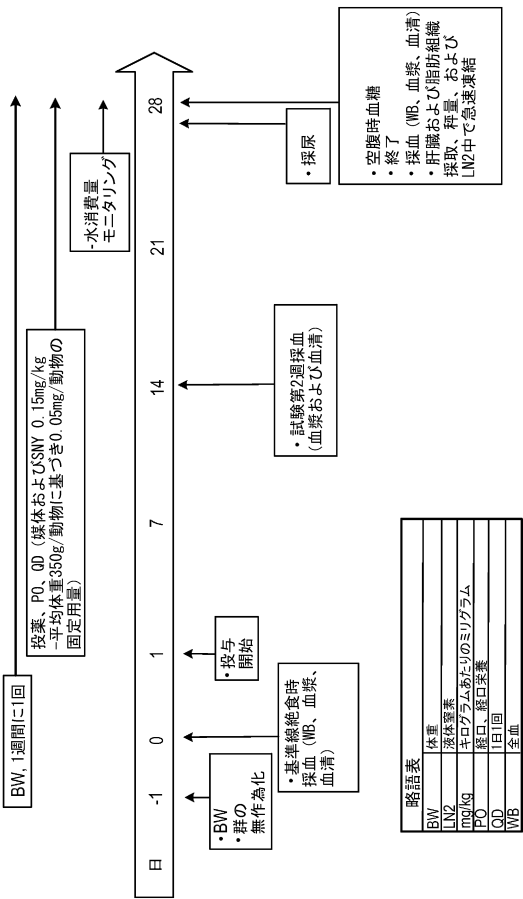 BW, 1週間に1回
投薬、PO、QD（媒体およびSNY 0.15mg/kg
-平均体重350g/動物に基づき0.05mg/動物の
固定用量）
-水消費量
モニタリング
日 -1 0 1 7 14 21 28
・BW
・群の
無作為化
・基準線絶食時
採血（WB、血漿、
血清）
・投与
開始
・試験第2週採血
（血漿および血清）
・採尿
・空腹時血糖
・終了
・採血（WB、血漿、血清）
・肝臓および脂肪組織
採取、秤量、および
LN2中で急速凍結
略語表
BW 体重
LN2 液体窒素
mg/kg キログラムあたりのミリグラム
PO 経口、経口栄養
QD 1日1回
WB 全血